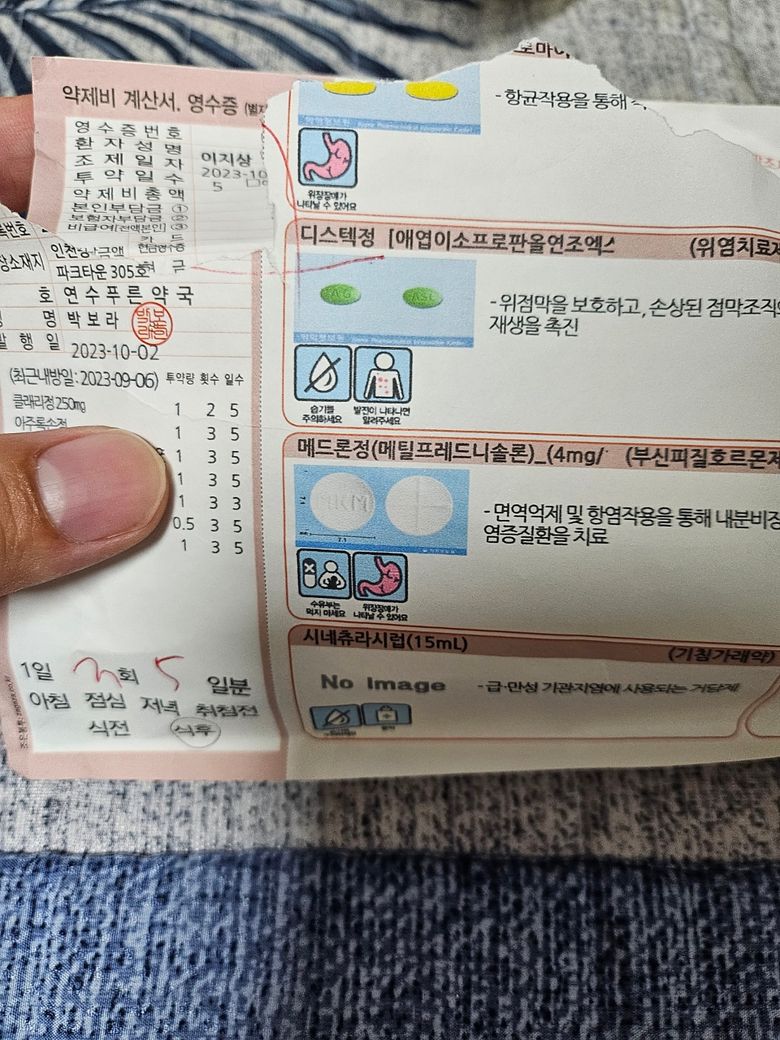 약제비 계산서. 영수증
영수증번호
환자성명 이지상
조제일자 2023-10
투약일수 5
약제비총액
본인부담금 ①
보험자부담금 ②
비급여(전액본인) ③
파크타운 305호
호 연수푸른약국
명 박보라
발행일 2023-10-02
(최근내방일: 2023-09-06) 투약량 횟수 일수
클래리정 250mg 1 2 5
아주록소정 1 3 5
1 3 5
1 3 5
1 3 3
0.5 3 5
1 3 5
1일 회 5 일분
아침 점심 저녁 취침전
식전 식후
- 항균작용을 통해
위장장애가
나타날 수 있어요
디스텍정 [애엽이소프로판올연조엑스 (위염치료제
- 위점막을 보호하고, 손상된 점막조직의
재생을 촉진
습기를
주의하세요
발진이 나타나면
알려주세요
메드론정(메틸프레드니솔론)_(4mg/ (부신피질호르몬제
- 면역억제 및 항염작용을 통해 내분비장
염증질환을 치료
수유부는
먹지 마세요
위장장애가
나타날 수 있어요
시네츄라시럽(15mL) (기침가래약)
No Image
- 급·만성 기관지염에 사용되는 거담제